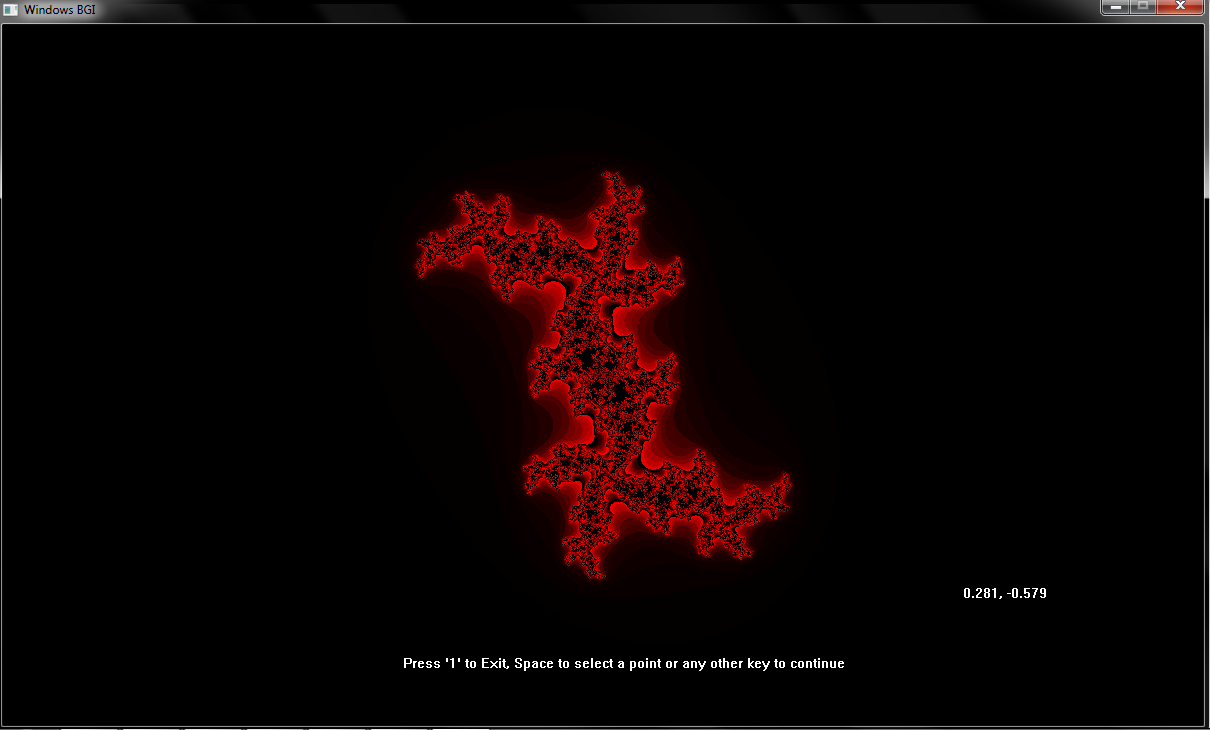 Windows BGI
0.281, -0.579
Press '1' to Exit, Space to select a point or any other key to continue